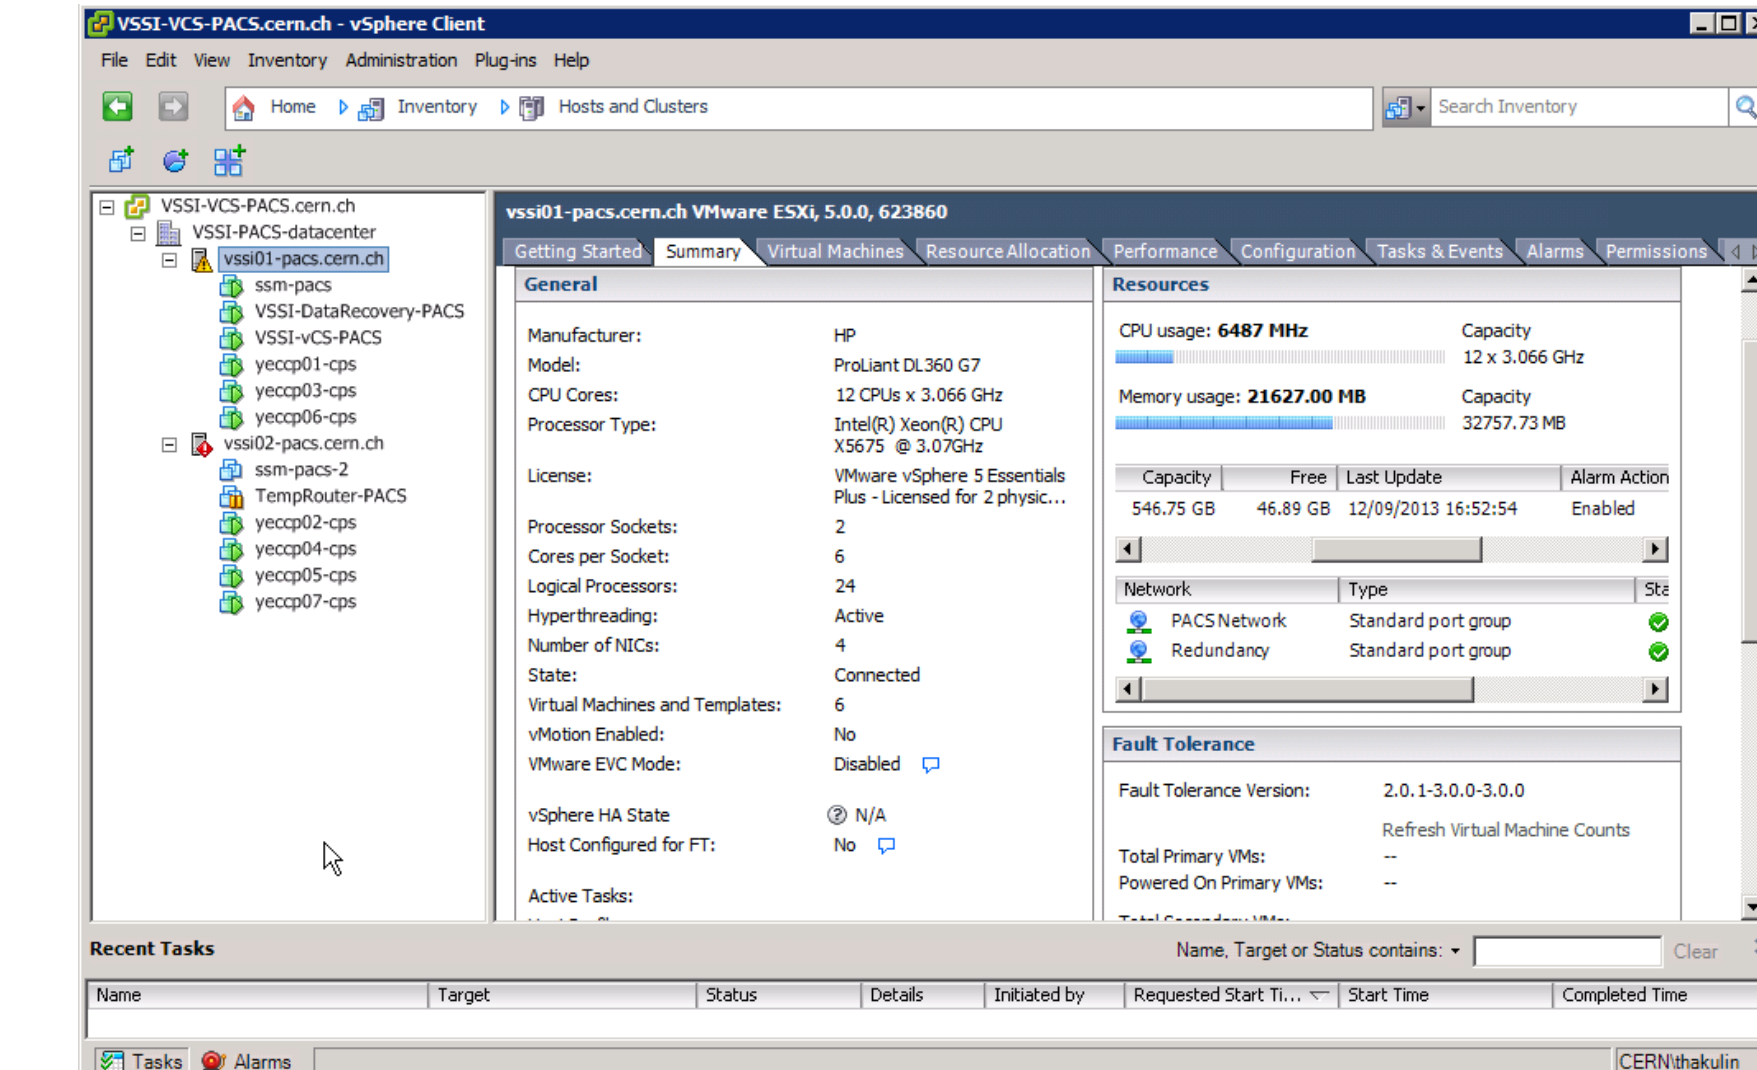 VSSI-VCS-PACS.cern.ch - vSphere Client
File Edit View Inventory Administration Plug-ins Help
Home Inventory Hosts and Clusters
Search Inventory
VSSI-VCS-PACS.cern.ch
VSSI-PACS-datacenter
vssi01-pacs.cern.ch
ssm-pacs
VSSI-DataRecovery-PACS
VSSI-vCS-PACS
yeccp01-cps
yeccp03-cps
yeccp06-cps
vssi02-pacs.cern.ch
ssm-pacs-2
TempRouter-PACS
yeccp02-cps
yeccp04-cps
yeccp05-cps
yeccp07-cps
vssi01-pacs.cern.ch VMware ESXi, 5.0.0, 623860
Getting Started Summary Virtual Machines Resource Allocation Performance Configuration Tasks & Events Alarms Permissions
General
Manufacturer: HP
Model: ProLiant DL360 G7
CPU Cores: 12 CPUs x 3.066 GHz
Processor Type: Intel(R) Xeon(R) CPU
X5675 @ 3.07GHz
License: VMware vSphere 5 Essentials
Plus - Licensed for 2 physic...
Processor Sockets: 2
Cores per Socket: 6
Logical Processors: 24
Hyperthreading: Active
Number of NICs: 4
State: Connected
Virtual Machines and Templates: 6
vMotion Enabled: No
VMware EVC Mode: Disabled
vSphere HA State N/A
Host Configured for FT: No
Active Tasks:
Resources
CPU usage: 6487 MHz Capacity
12 x 3.066 GHz
Memory usage: 21627.00 MB Capacity
32757.73 MB
Capacity Free Last Update Alarm Action
546.75 GB 46.89 GB 12/09/2013 16:52:54 Enabled
Network Type Sta
PACS Network Standard port group
Redundancy Standard port group
Fault Tolerance
Fault Tolerance Version: 2.0.1-3.0.0-3.0.0
Refresh Virtual Machine Counts
Total Primary VMs: --
Powered On Primary VMs: --
Recent Tasks
Name, Target or Status contains: Clear
Name Target Status Details Initiated by Requested Start Ti... Start Time Completed Time
Tasks Alarms
CERN\thakulin